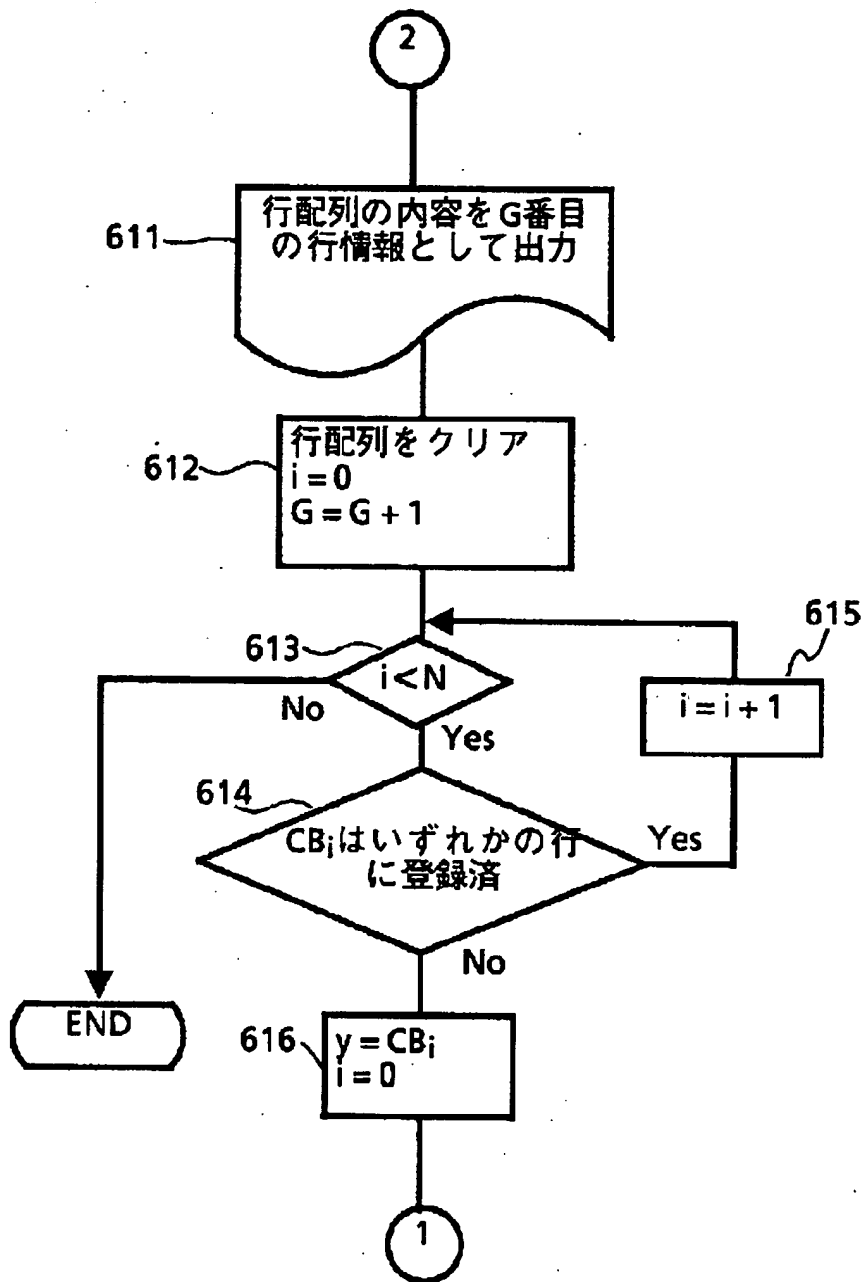 2
行配列の内容をG番目
の行情報として出力
611
行配列をクリア
i=0
G=G+1
612
615
613
i<N
i=i+1
No
Yes
614
CBiはいずれかの行
に登録済
Yes
No
END
616
y=CBi
i=0
1